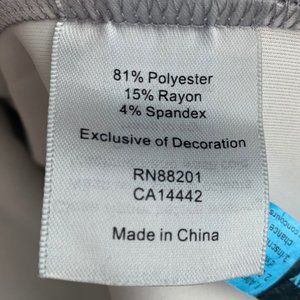 81% Polyester
15% Rayon
4% Spandex
Exclusive of Decoration
RN88201
CA14442
Made in China